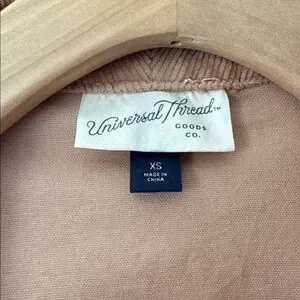 Universal Thread™
GOODS
CO.
XS
MADE IN
CHINA